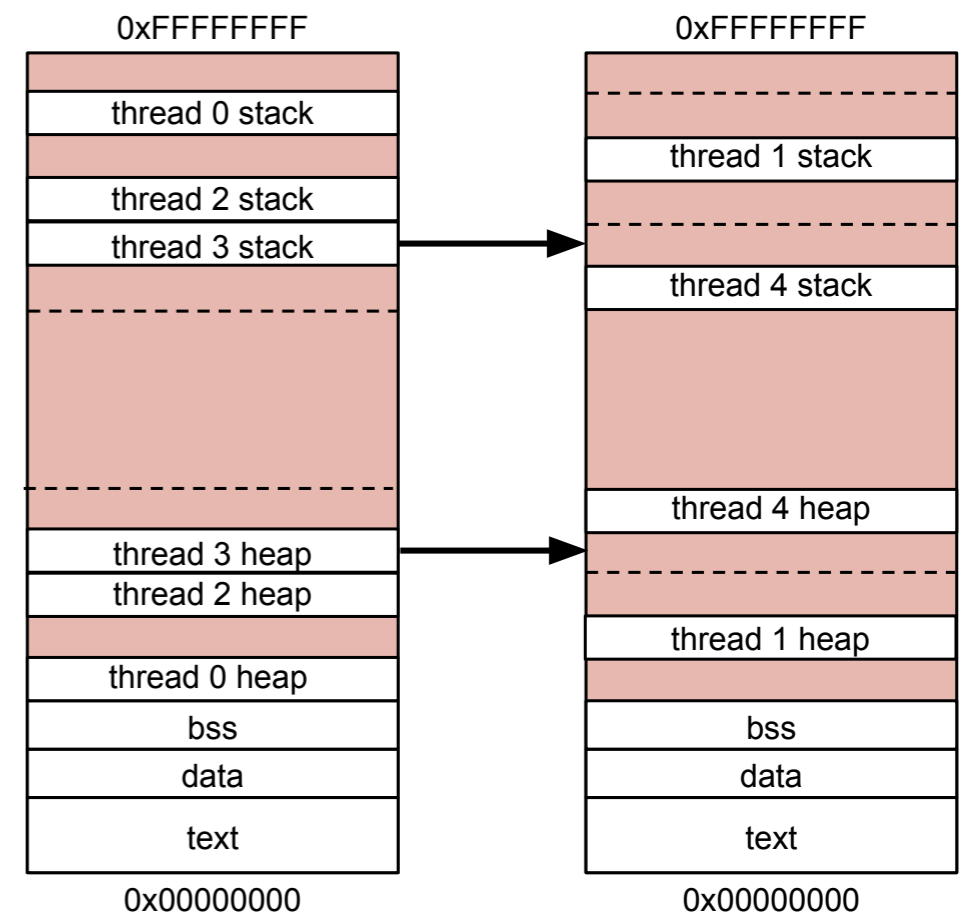 0xFFFFFFFF
thread 0 stack
thread 2 stack
thread 3 stack
thread 3 heap
thread 2 heap
thread 0 heap
bss
data
text
0x00000000
0xFFFFFFFF
thread 1 stack
thread 4 stack
thread 4 heap
thread 1 heap
bss
data
text
0x00000000